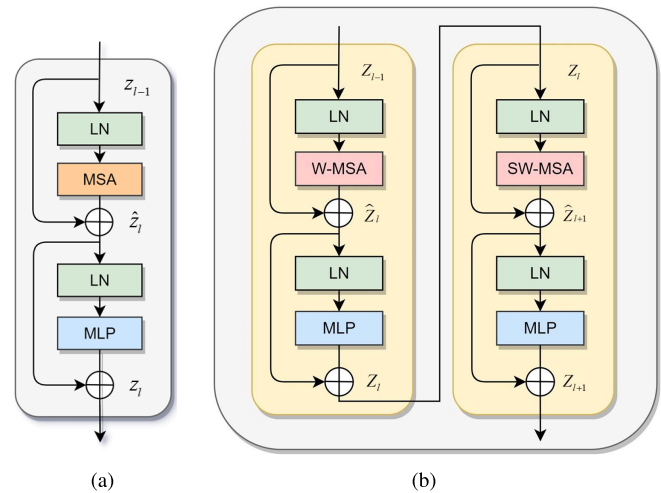 z_{l-1}
LN
MSA
ẑ_l
LN
MLP
z_l
(a)
Z_{l-1}
LN
W-MSA
Ẑ_l
LN
MLP
Z_l
Z_l
LN
SW-MSA
Ẑ_{l+1}
LN
MLP
Z_{l+1}
(b)